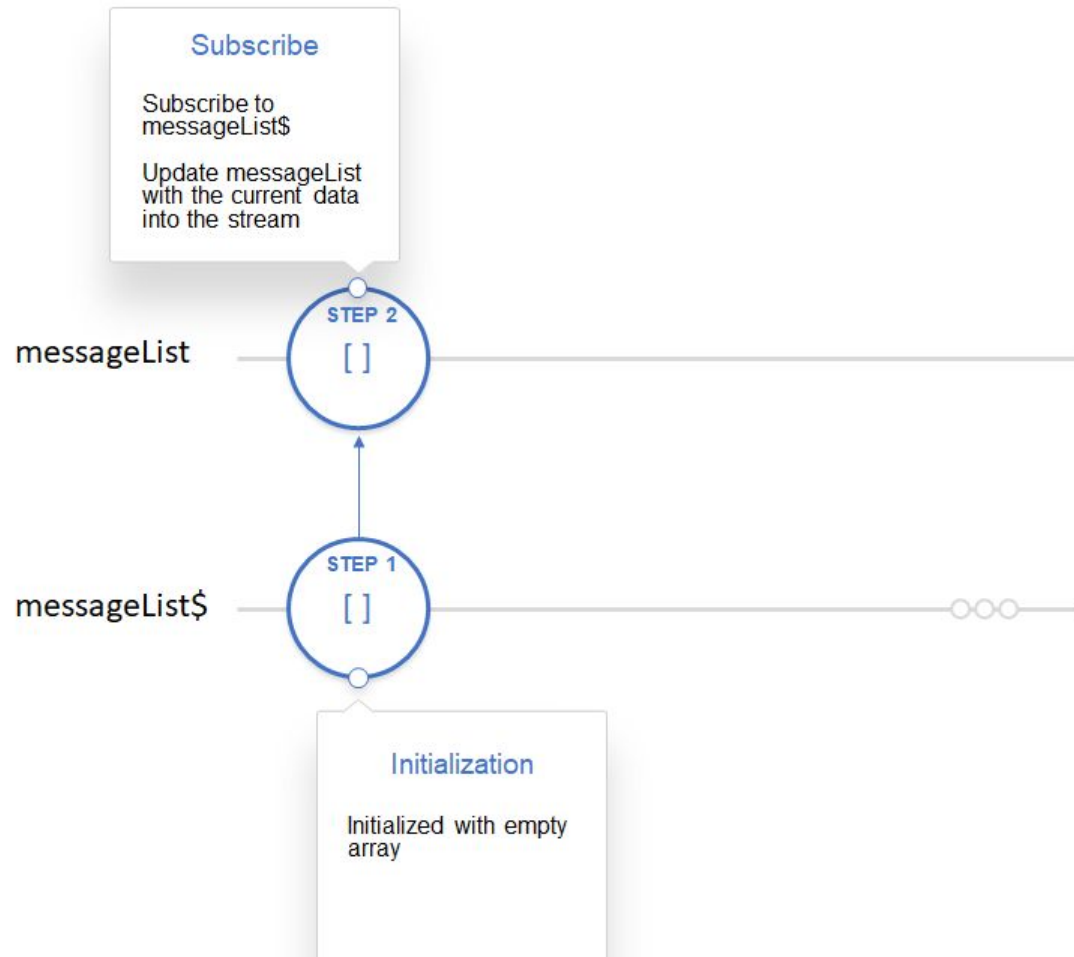 Subscribe
Subscribe to
messageList$
Update messageList
with the current data
into the stream
STEP 2
[ ]
messageList
STEP 1
[ ]
messageList$
Initialization
Initialized with empty
array